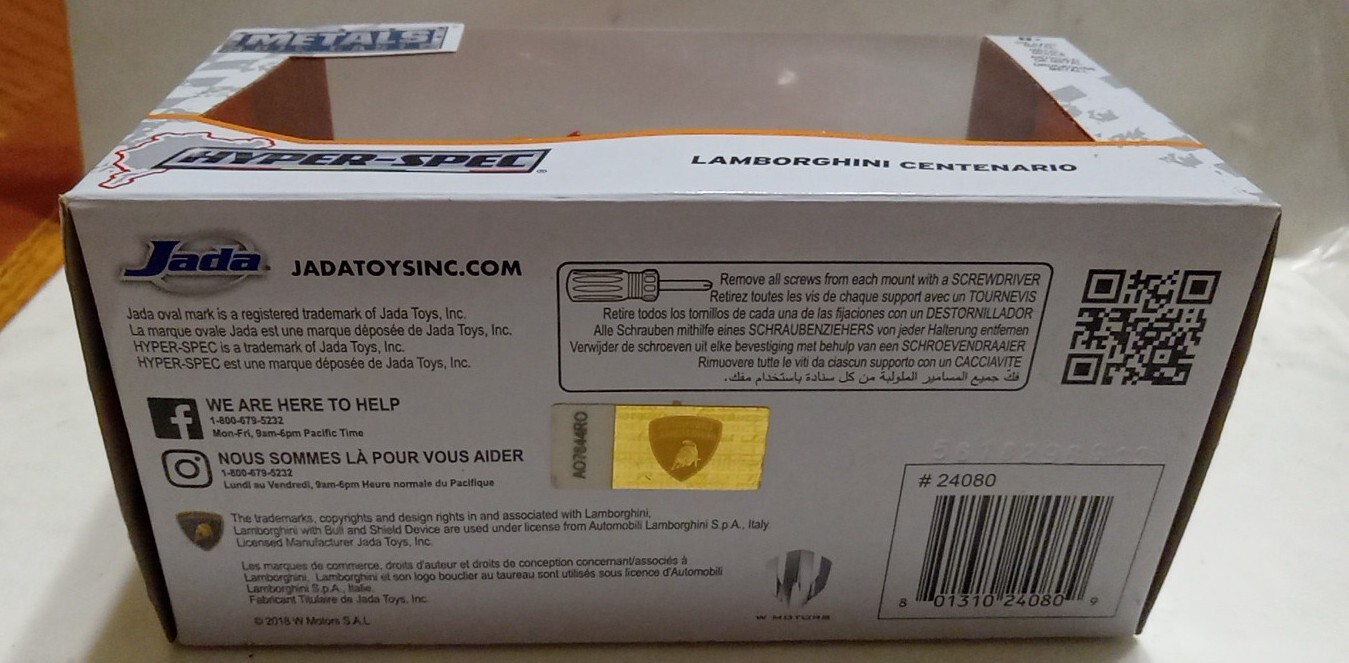 METALS
HYPER-SPEC®
LAMBORGHINI CENTENARIO
Jada
JADATOYSINC.COM
Jada oval mark is a registered trademark of Jada Toys, Inc.
La marque ovale Jada est une marque déposée de Jada Toys, Inc.
HYPER-SPEC is a trademark of Jada Toys, Inc.
HYPER-SPEC est une marque déposée de Jada Toys, Inc.
Remove all screws from each mount with a SCREWDRIVER
Retirez toutes les vis de chaque support avec un TOURNEVIS
Retire todos los tornillos de cada una de las fijaciones con un DESTORNILLADOR
Alle Schrauben mithilfe eines SCHRAUBENZIEHERS von jeder Halterung entfernen
Verwijder de schroeven uit elke bevestiging met behulp van een SCHROEVENDRAAIER
Rimuovere tutte le viti da ciascun supporto con un CACCIAVITE
فكّ جميع المسامير الملولبة من كل سنادة باستخدام مفك.
WE ARE HERE TO HELP
1-800-679-5232
Mon-Fri, 9am-6pm Pacific Time
NOUS SOMMES LÀ POUR VOUS AIDER
1-800-679-5232
Lundi au Vendredi, 9am-6pm Heure normale du Pacifique
AO7644RO
The trademarks, copyrights and design rights in and associated with Lamborghini,
Lamborghini with Bull and Shield Device are used under license from Automobili Lamborghini S.p.A., Italy
Licensed Manufacturer Jada Toys, Inc.
Les marques de commerce, droits d'auteur et droits de conception concernant/associés à
Lamborghini, Lamborghini et son logo bouclier au taureau sont utilisés sous licence d'Automobili
Lamborghini S.p.A., Italie.
Fabricant Titulaire de Jada Toys, Inc.
© 2018 W Motors S.A.L
W MOTORS
# 24080
8 01310 24080 9